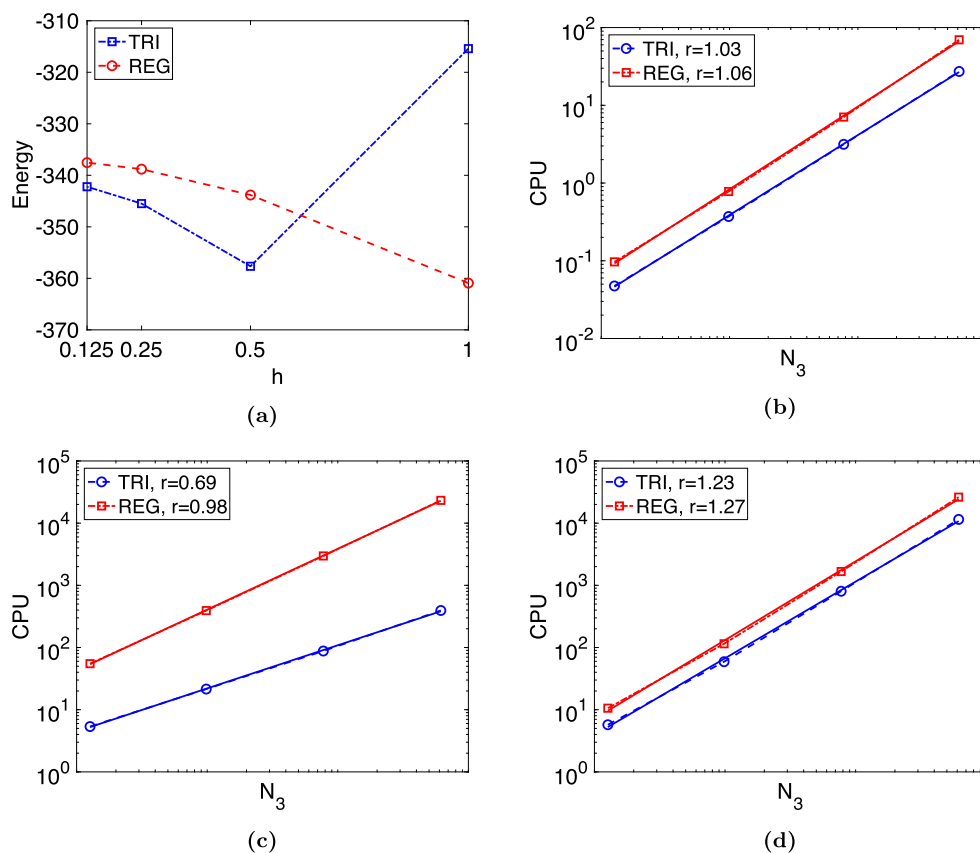 -310
-320
-330
-340
-350
-360
-370
Energy
TRI
REG
0.125
0.25
0.5
1
h
(a)
10^2
10^1
10^0
10^-1
10^-2
CPU
TRI, r=1.03
REG, r=1.06
N_3
(b)
10^5
10^4
10^3
10^2
10^1
10^0
CPU
TRI, r=0.69
REG, r=0.98
N_3
(c)
10^5
10^4
10^3
10^2
10^1
10^0
CPU
TRI, r=1.23
REG, r=1.27
N_3
(d)